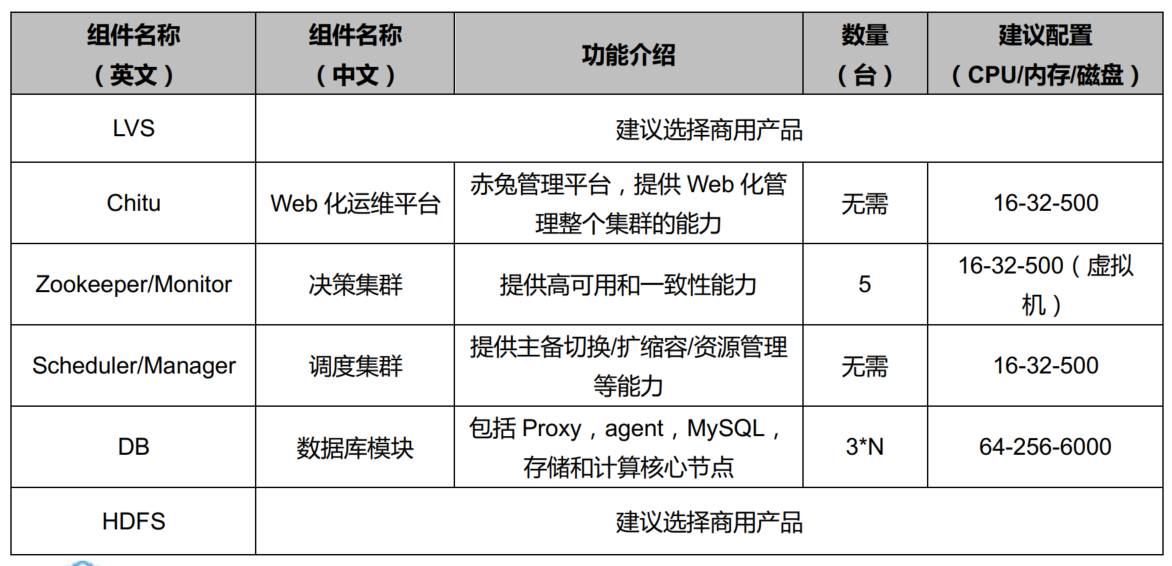 组件名称
（英文）
组件名称
（中文）
功能介绍
数量
（台）
建议配置
（CPU/内存/磁盘）
LVS
建议选择商用产品
Chitu
Web 化运维平台
赤兔管理平台，提供 Web 化管
理整个集群的能力
无需
16-32-500
Zookeeper/Monitor
决策集群
提供高可用和一致性能力
5
16-32-500（虚拟
机）
Scheduler/Manager
调度集群
提供主备切换/扩缩容/资源管理
等能力
无需
16-32-500
DB
数据库模块
包括 Proxy，agent，MySQL，
存储和计算核心节点
3*N
64-256-6000
HDFS
建议选择商用产品